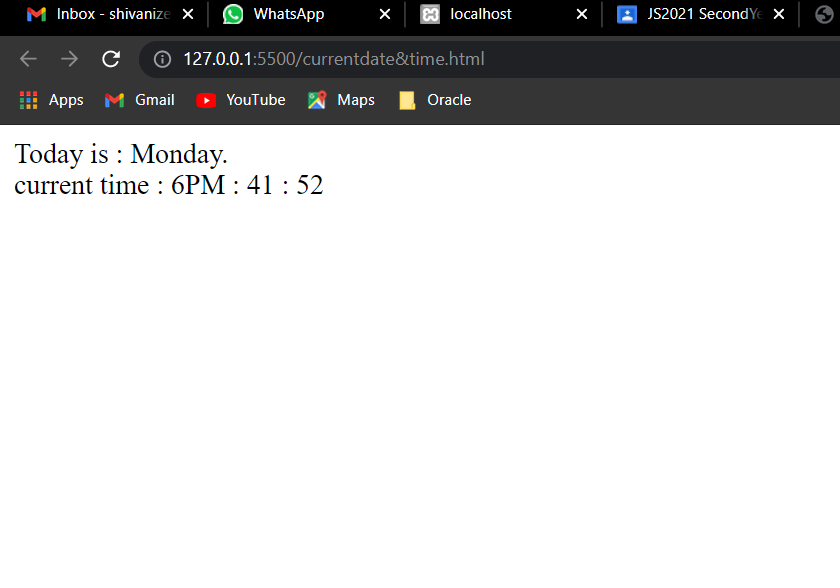 Inbox - shivanize WhatsApp localhost JS2021 SecondYe
127.0.0.1:5500/currentdate&time.html
Apps Gmail YouTube Maps Oracle
Today is : Monday.
current time : 6PM : 41 : 52